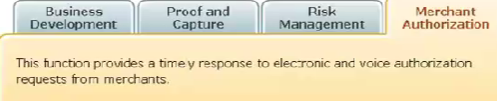 Business Proof and Risk Merchant
Development Capture Management Authorization
This function provides a timely response to electronic and voice authorization
requests from merchants.